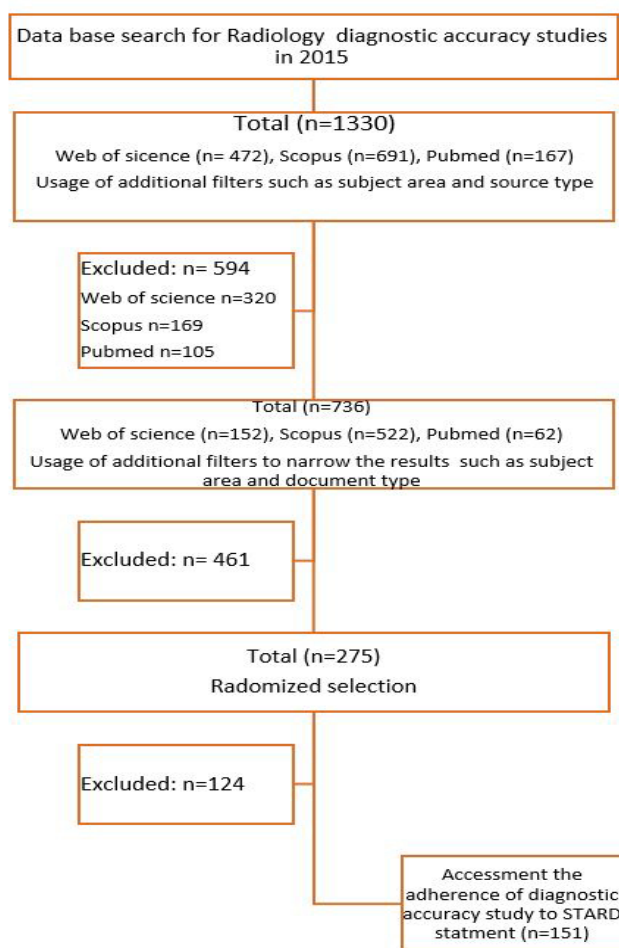 Data base search for Radiology diagnostic accuracy studies
in 2015
Total (n=1330)
Web of sicence (n= 472), Scopus (n=691), Pubmed (n=167)
Usage of additional filters such as subject area and source type
Excluded: n= 594
Web of science n=320
Scopus n=169
Pubmed n=105
Total (n=736)
Web of science (n=152), Scopus (n=522), Pubmed (n=62)
Usage of additional filters to narrow the results such as subject
area and document type
Excluded: n= 461
Total (n=275)
Radomized selection
Excluded: n=124
Accessment the
adherence of diagnostic
accuracy study to STARD
statment (n=151)